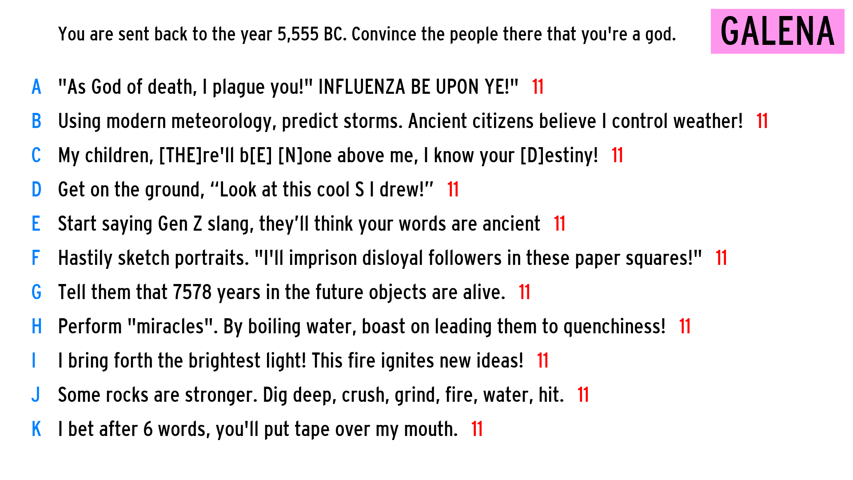 You are sent back to the year 5,555 BC. Convince the people there that you're a god.
GALENA
A "As God of death, I plague you!" INFLUENZA BE UPON YE!" 11
B Using modern meteorology, predict storms. Ancient citizens believe I control weather! 11
C My children, [THE]re'll b[E] [N]one above me, I know your [D]estiny! 11
D Get on the ground, “Look at this cool S I drew!” 11
E Start saying Gen Z slang, they’ll think your words are ancient 11
F Hastily sketch portraits. "I'll imprison disloyal followers in these paper squares!" 11
G Tell them that 7578 years in the future objects are alive. 11
H Perform "miracles". By boiling water, boast on leading them to quenchiness! 11
I I bring forth the brightest light! This fire ignites new ideas! 11
J Some rocks are stronger. Dig deep, crush, grind, fire, water, hit. 11
K I bet after 6 words, you'll put tape over my mouth. 11